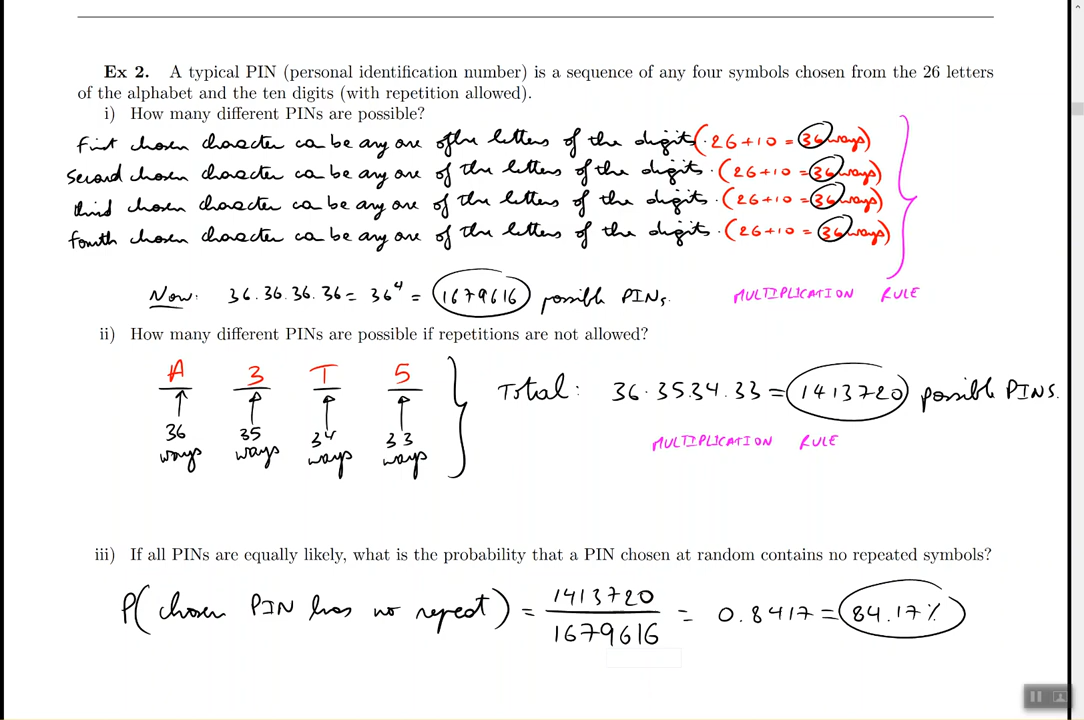 Ex 2. A typical PIN (personal identification number) is a sequence of any four symbols chosen from the 26 letters
of the alphabet and the ten digits (with repetition allowed).
i) How many different PINs are possible?
First chosen character ca be any one of the letters of the digits (26+10 = 36 ways)
Second chosen character ca be any one of the letters of the digits. (26+10 = 36 ways)
third chosen character ca be any one of the letters of the digits. (26+10 = 36 ways)
fourth chosen character ca be any one of the letters of the digits. (26+10 = 36 ways)
Now: 36.36.36.36 = 36⁴ = 1679616 possible PINs. MULTIPLICATION RULE
ii) How many different PINs are possible if repetitions are not allowed?
A 3 T 5
36 ways 35 ways 34 ways 33 ways
Total: 36.35.34.33 = 1413720 possible PINS.
MULTIPLICATION RULE
iii) If all PINs are equally likely, what is the probability that a PIN chosen at random contains no repeated symbols?
P(chosen PIN has no repeat) = 1413720 / 1679616 = 0.8417 = 84.17%